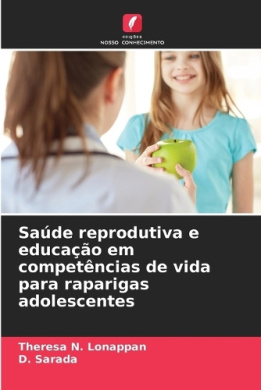 edições
NOSSO CONHECIMENTO
Saúde reprodutiva e
educação em
competências de vida
para raparigas
adolescentes
Theresa N. Lonappan
D. Sarada